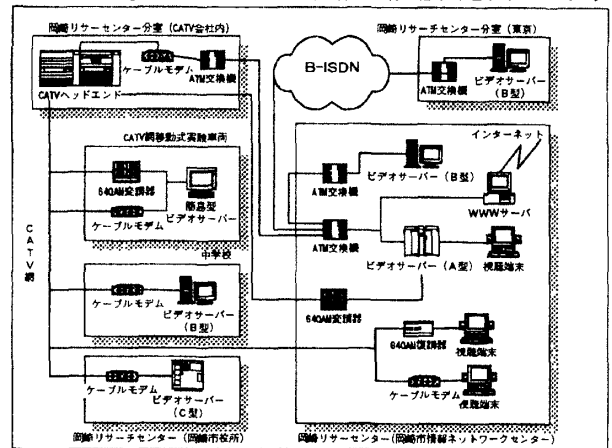 岡崎リサーセンター分室(CATV会社内)
ケーブルモデム
ATM交換機
CATVヘッドエンド
岡崎リサーチセンター分室(東京)
B-ISDN
ATM交換機
ビデオサーバー
(B型)
CATV網移動式実験車両
64QAM変調器
簡易型
ビデオサーバー
ケーブルモデム
中学校
CATV網
ケーブルモデム
ビデオサーバー
(B型)
ケーブルモデム
ビデオサーバー
(C型)
岡崎リサーチセンター(岡崎市役所)
インターネット
ATM交換機
ビデオサーバー(B型)
WWWサーバ
ATM交換機
ビデオサーバー(A型)
視聴端末
64QAM変調器
64QAM復調器
視聴端末
ケーブルモデム
視聴端末
岡崎リサーセンター(岡崎市情報ネットワークセンター)